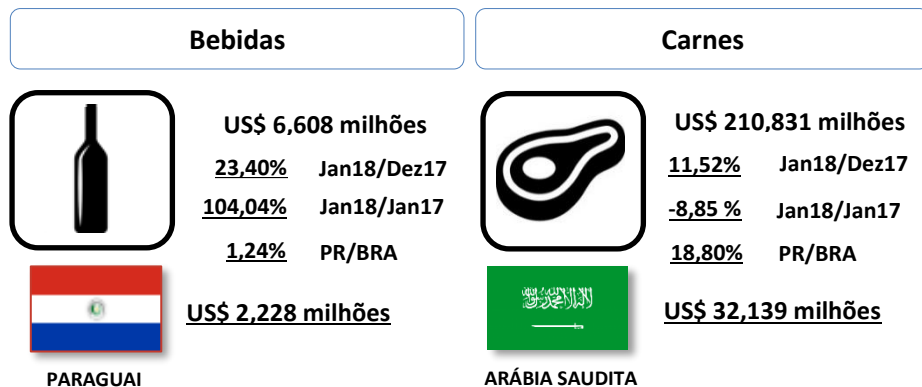 Bebidas
US$ 6,608 milhões
23,40% Jan18/Dez17
104,04% Jan18/Jan17
1,24% PR/BRA
US$ 2,228 milhões
PARAGUAI
Carnes
US$ 210,831 milhões
11,52% Jan18/Dez17
-8,85 % Jan18/Jan17
18,80% PR/BRA
US$ 32,139 milhões
ARÁBIA SAUDITA